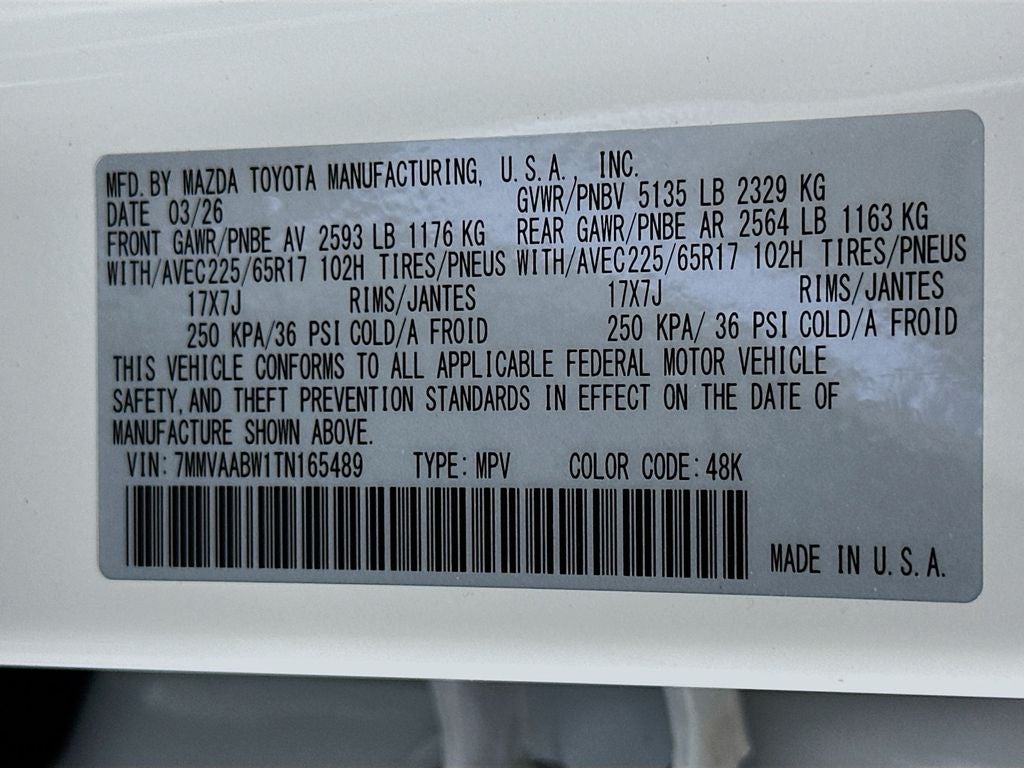 MFD. BY MAZDA TOYOTA MANUFACTURING, U.S.A., INC.
DATE 03/26 GVWR/PNBV 5135 LB 2329 KG
FRONT GAWR/PNBE AV 2593 LB 1176 KG REAR GAWR/PNBE AR 2564 LB 1163 KG
WITH/AVEC225/65R17 102H TIRES/PNEUS WITH/AVEC225/65R17 102H TIRES/PNEUS
17X7J RIMS/JANTES 17X7J RIMS/JANTES
250 KPA/36 PSI COLD/A FROID 250 KPA/ 36 PSI COLD/A FROID
THIS VEHICLE CONFORMS TO ALL APPLICABLE FEDERAL MOTOR VEHICLE
SAFETY, AND THEFT PREVENTION STANDARDS IN EFFECT ON THE DATE OF
MANUFACTURE SHOWN ABOVE.
VIN: 7MMVAABW1TN165489 TYPE: MPV COLOR CODE: 48K
MADE IN U.S.A.